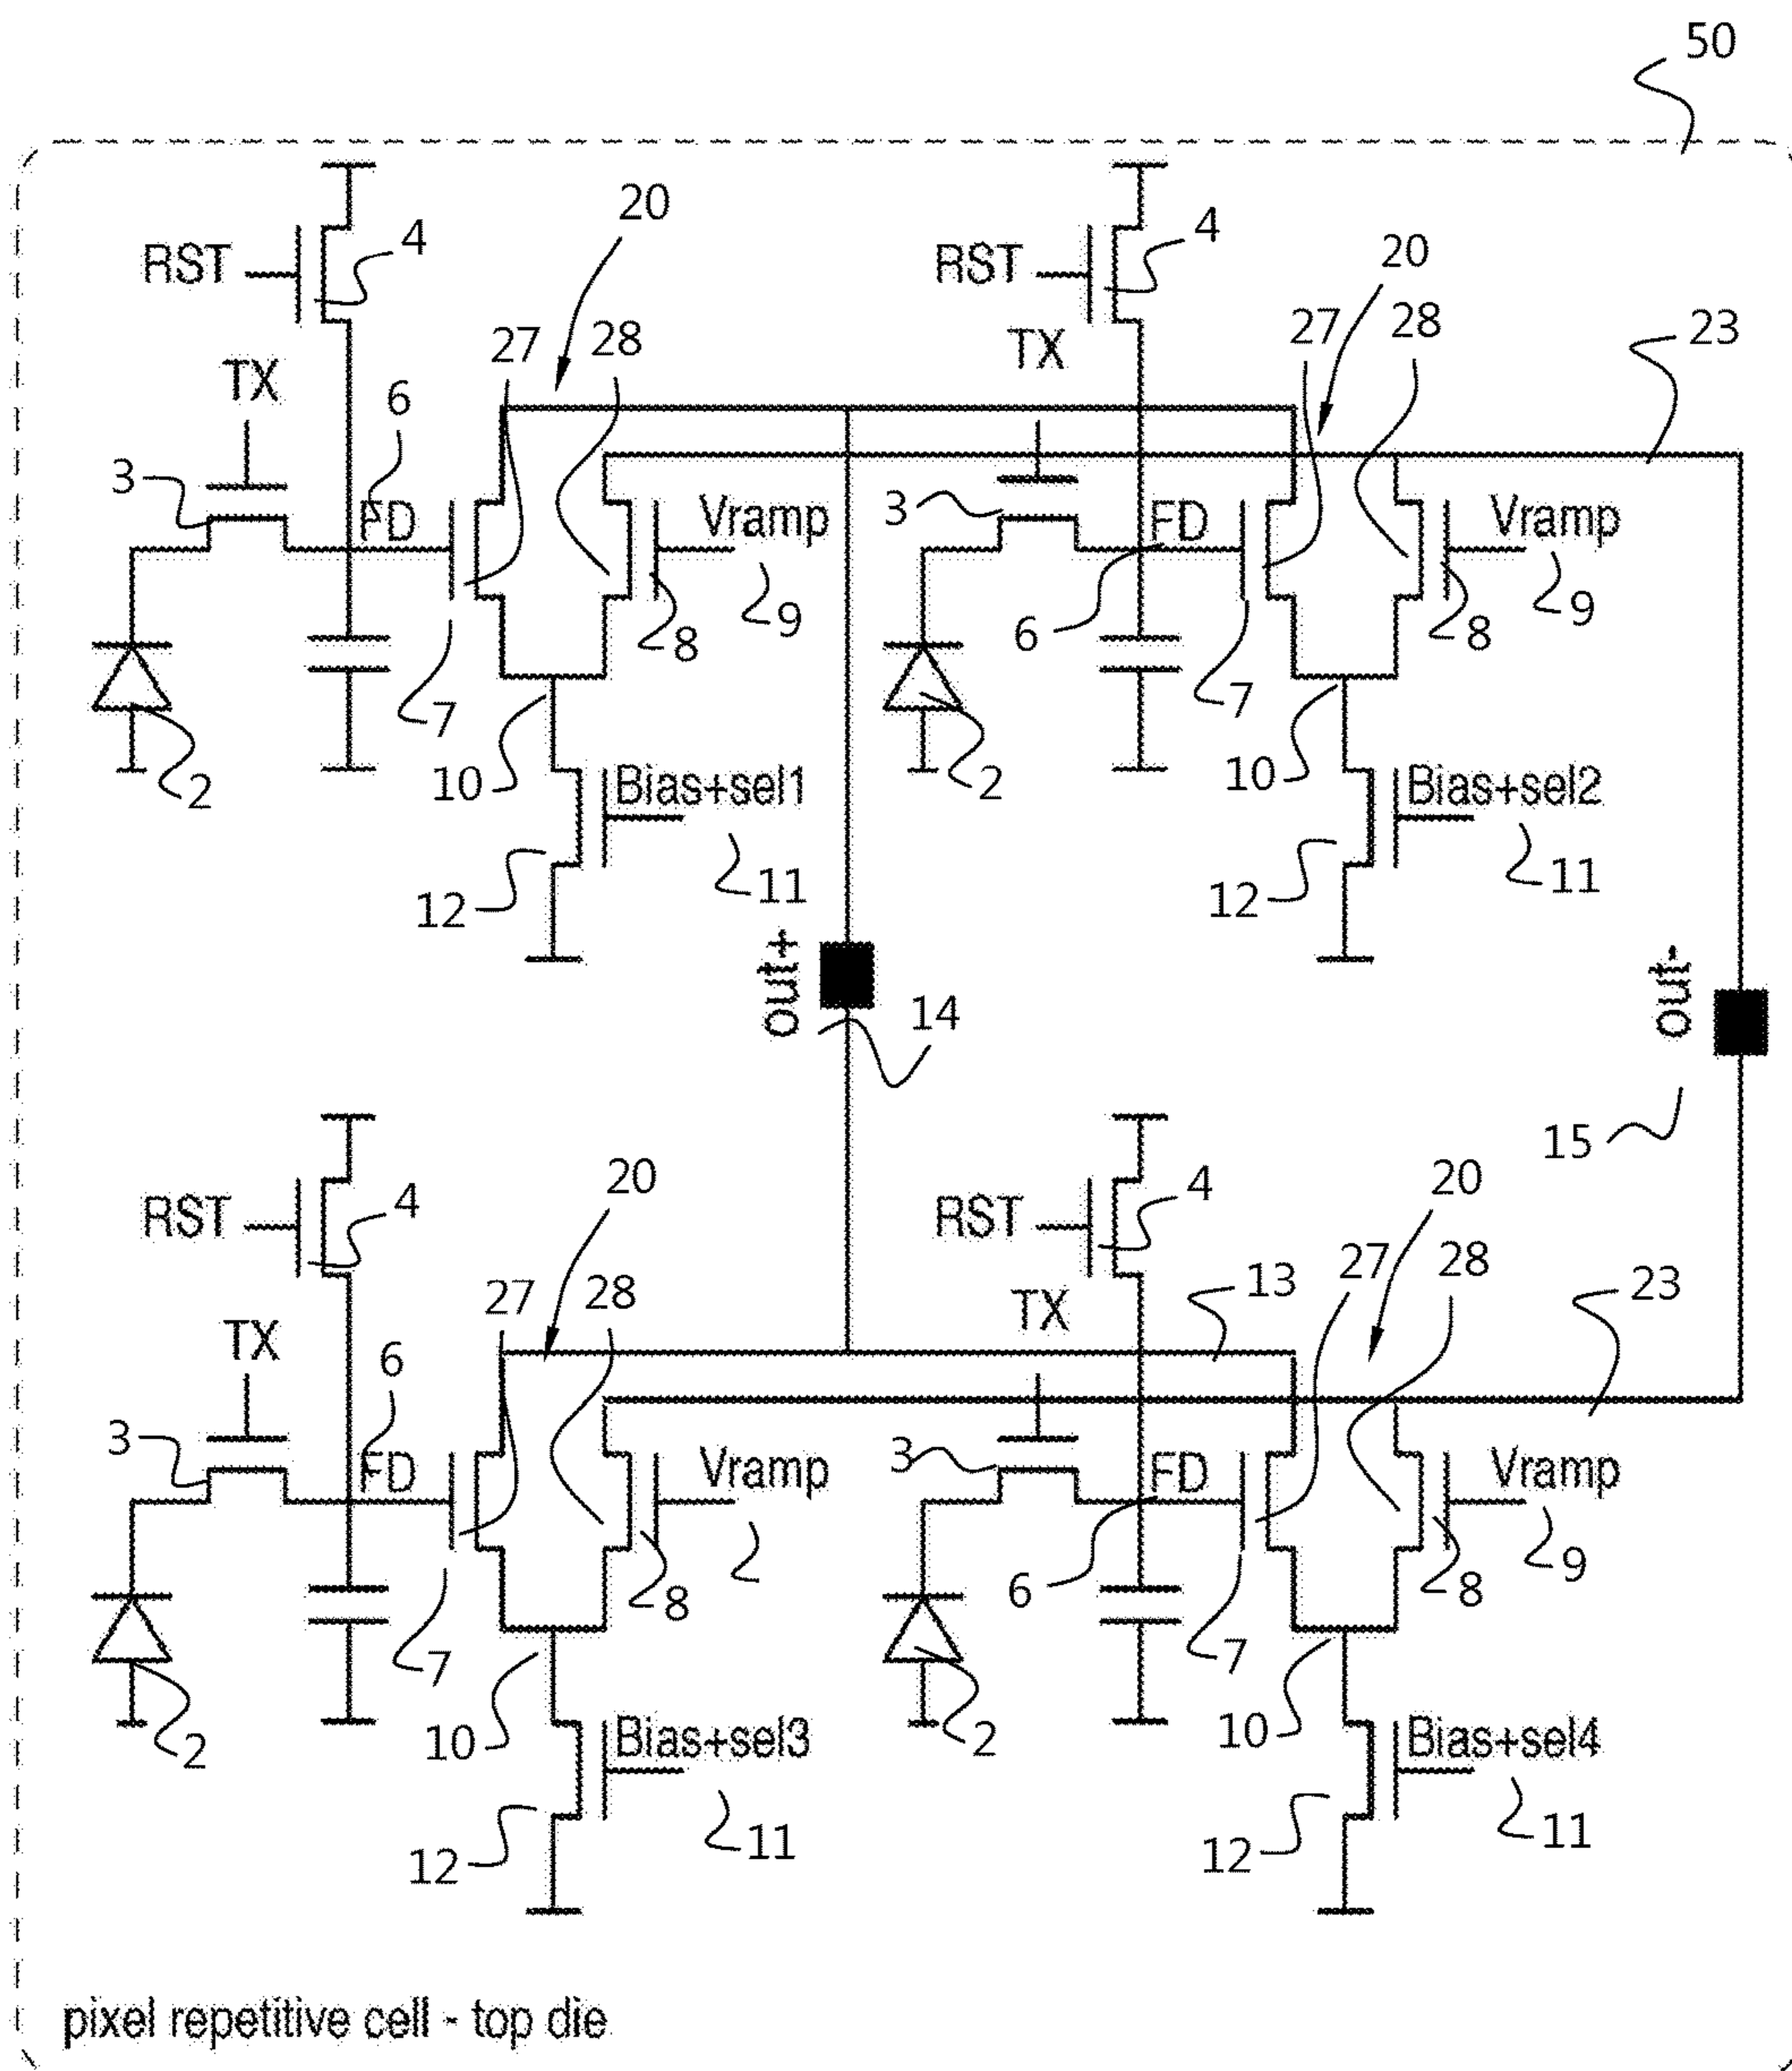 50
20
4
RST
4
RST
20
27
28
TX
27
28
23
TX
6
3
FD
Vramp
3
FD
Vramp
9
8
6
9
8
7
7
2
10
Bias+sel1
2
10
Bias+sel2
12
11
12
11
out+
14
out-
15
20
4
RST
4
RST
20
27
28
TX
13
27
28
23
TX
6
3
FD
Vramp
3
FD
Vramp
8
6
8
9
7
7
2
10
Bias+sel3
2
10
Bias+sel4
12
11
12
11
pixel repetitive cell - top die